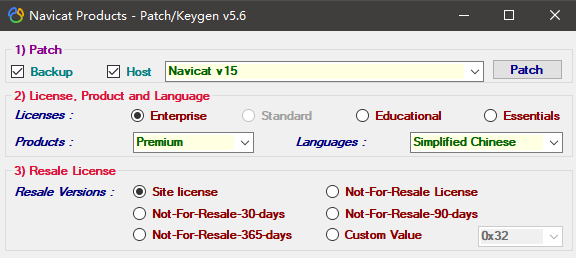 Navicat Products - Patch/Keygen v5.6
1) Patch
Backup Host Navicat v15 Patch
2) License, Product and Language
Licenses : Enterprise Standard Educational Essentials
Products : Premium Languages : Simplified Chinese
3) Resale License
Resale Versions : Site license Not-For-Resale License
Not-For-Resale-30-days Not-For-Resale-90-days
Not-For-Resale-365-days Custom Value 0x32